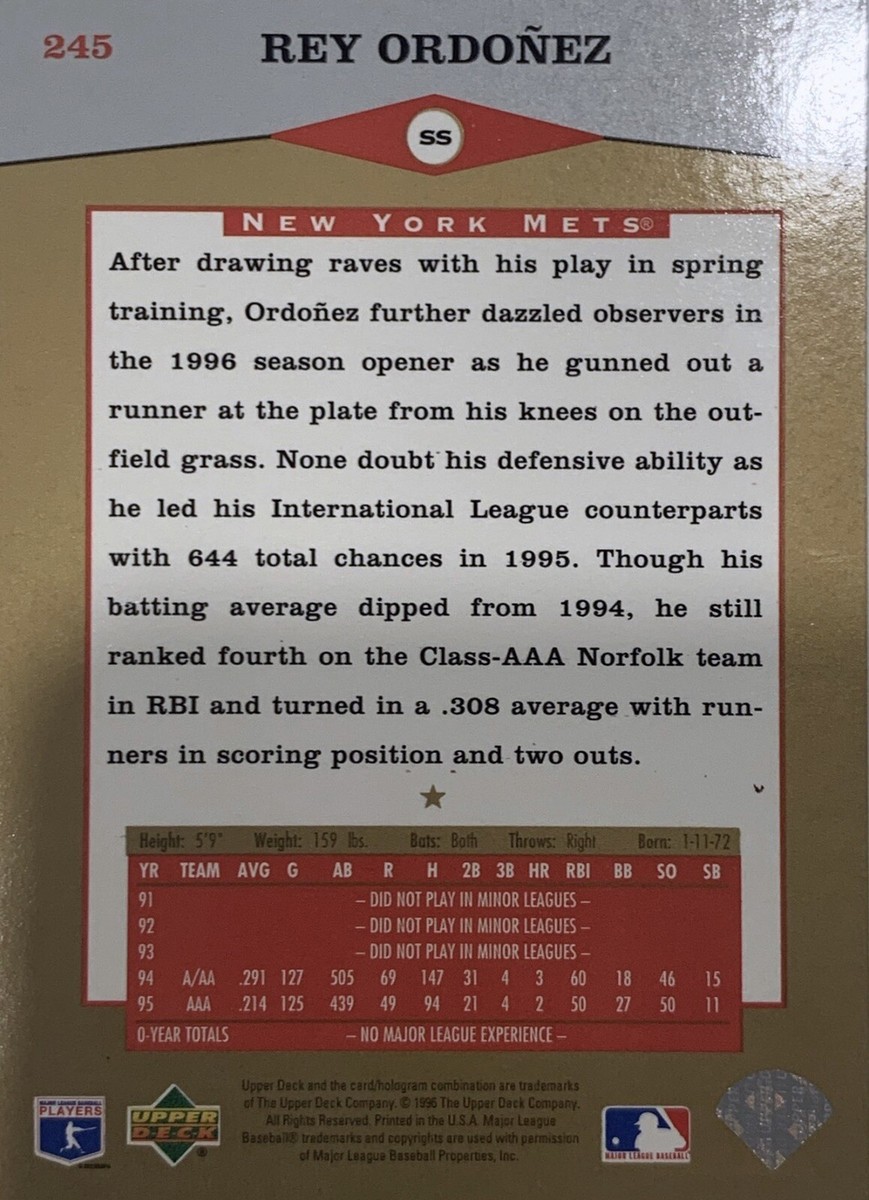 245
REY ORDOÑEZ
SS
NEW YORK METS®
After drawing raves with his play in spring
training, Ordoñez further dazzled observers in
the 1996 season opener as he gunned out a
runner at the plate from his knees on the out-
field grass. None doubt his defensive ability as
he led his International League counterparts
with 644 total chances in 1995. Though his
batting average dipped from 1994, he still
ranked fourth on the Class-AAA Norfolk team
in RBI and turned in a .308 average with run-
ners in scoring position and two outs.
Height: 5'9" Weight: 159 lbs. Bats: Both Throws: Right Born: 1-11-72
YR TEAM AVG G AB R H 2B 3B HR RBI BB SO SB
91 – DID NOT PLAY IN MINOR LEAGUES –
92 – DID NOT PLAY IN MINOR LEAGUES –
93 – DID NOT PLAY IN MINOR LEAGUES –
94 A/AA .291 127 505 69 147 31 4 3 60 18 46 15
95 AAA .214 125 439 49 94 21 4 2 50 27 50 11
0-YEAR TOTALS – NO MAJOR LEAGUE EXPERIENCE –
Upper Deck and the card/hologram combination are trademarks
of The Upper Deck Company. © 1996 The Upper Deck Company.
All Rights Reserved. Printed in the U.S.A. Major League
Baseball® trademarks and copyrights are used with permission
of Major League Baseball Properties, Inc.
MAJOR LEAGUE BASEBALL
PLAYERS
UPPER
DECK
®
MAJOR LEAGUE BASEBALL